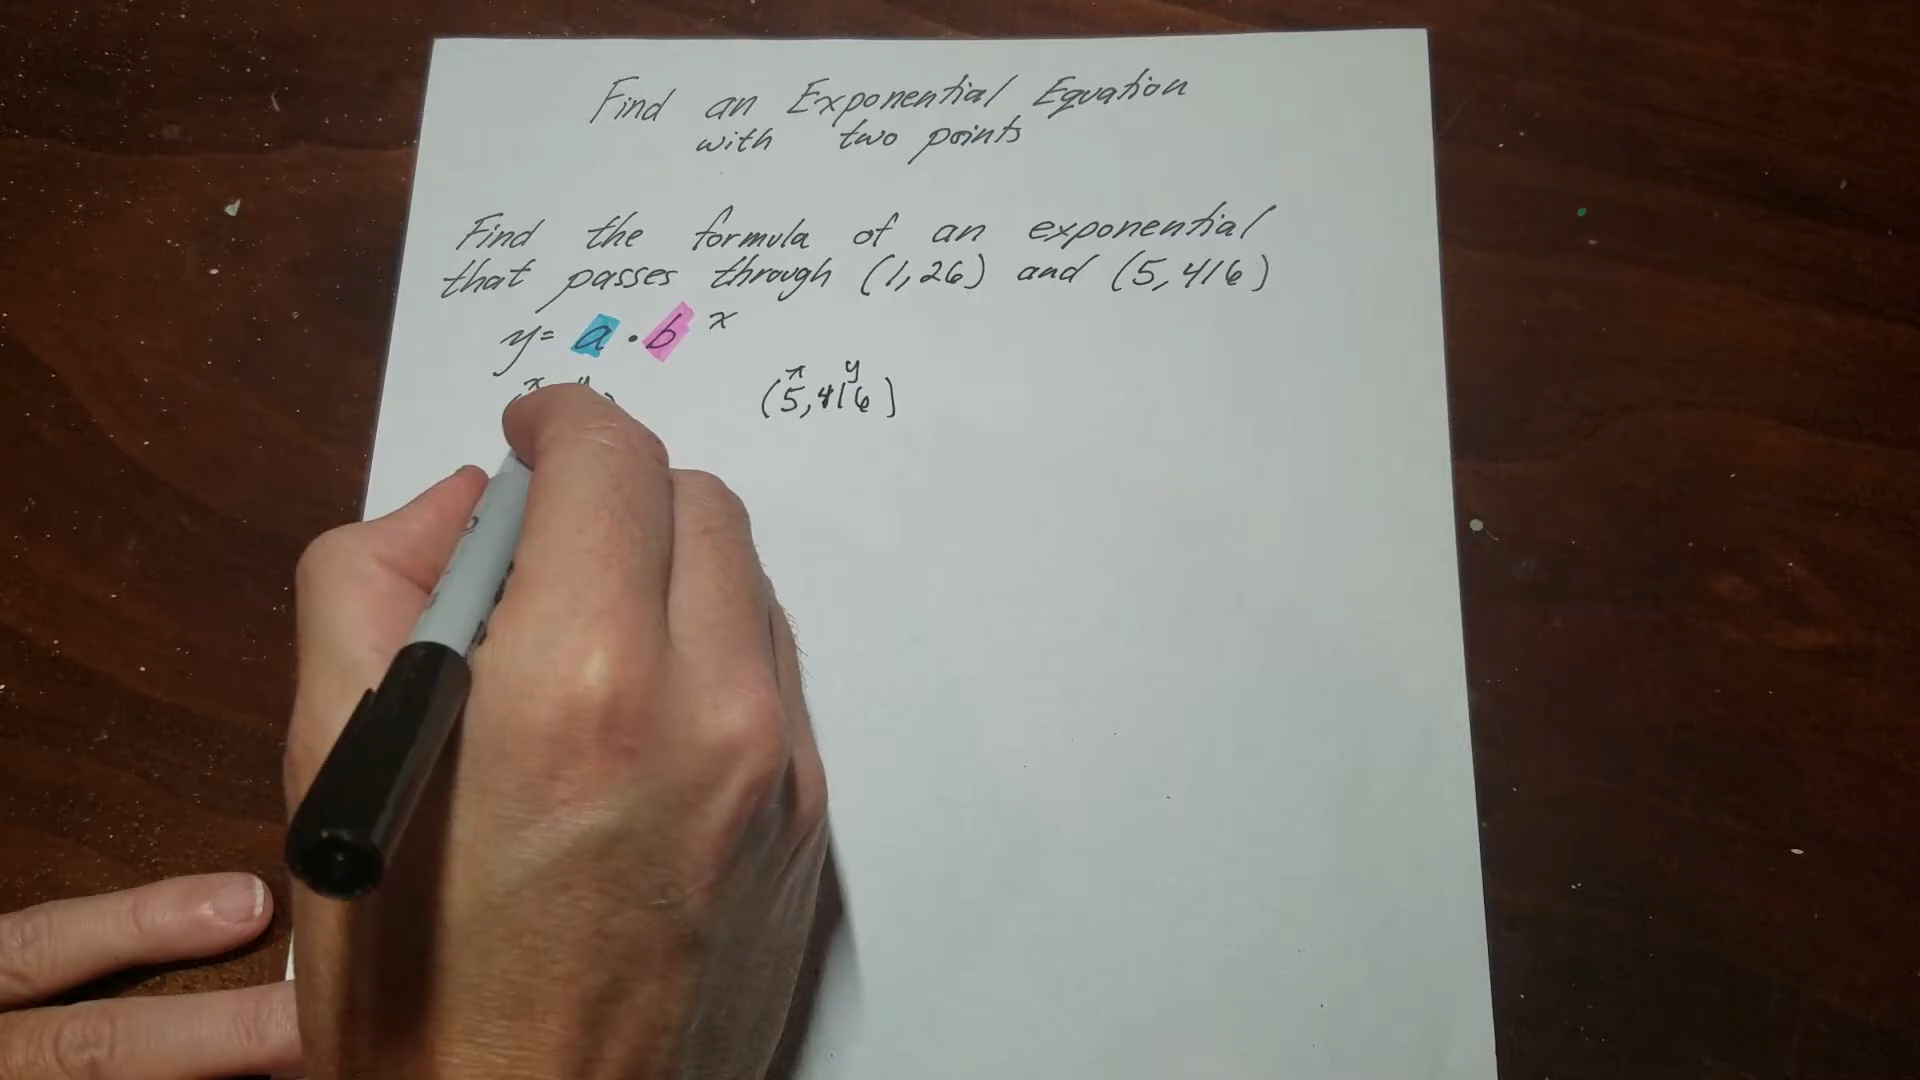 Find an Exponential Equation
with two points
Find the formula of an exponential
that passes through (1,26) and (5,416)
y= a · b x
x y
(5,416)